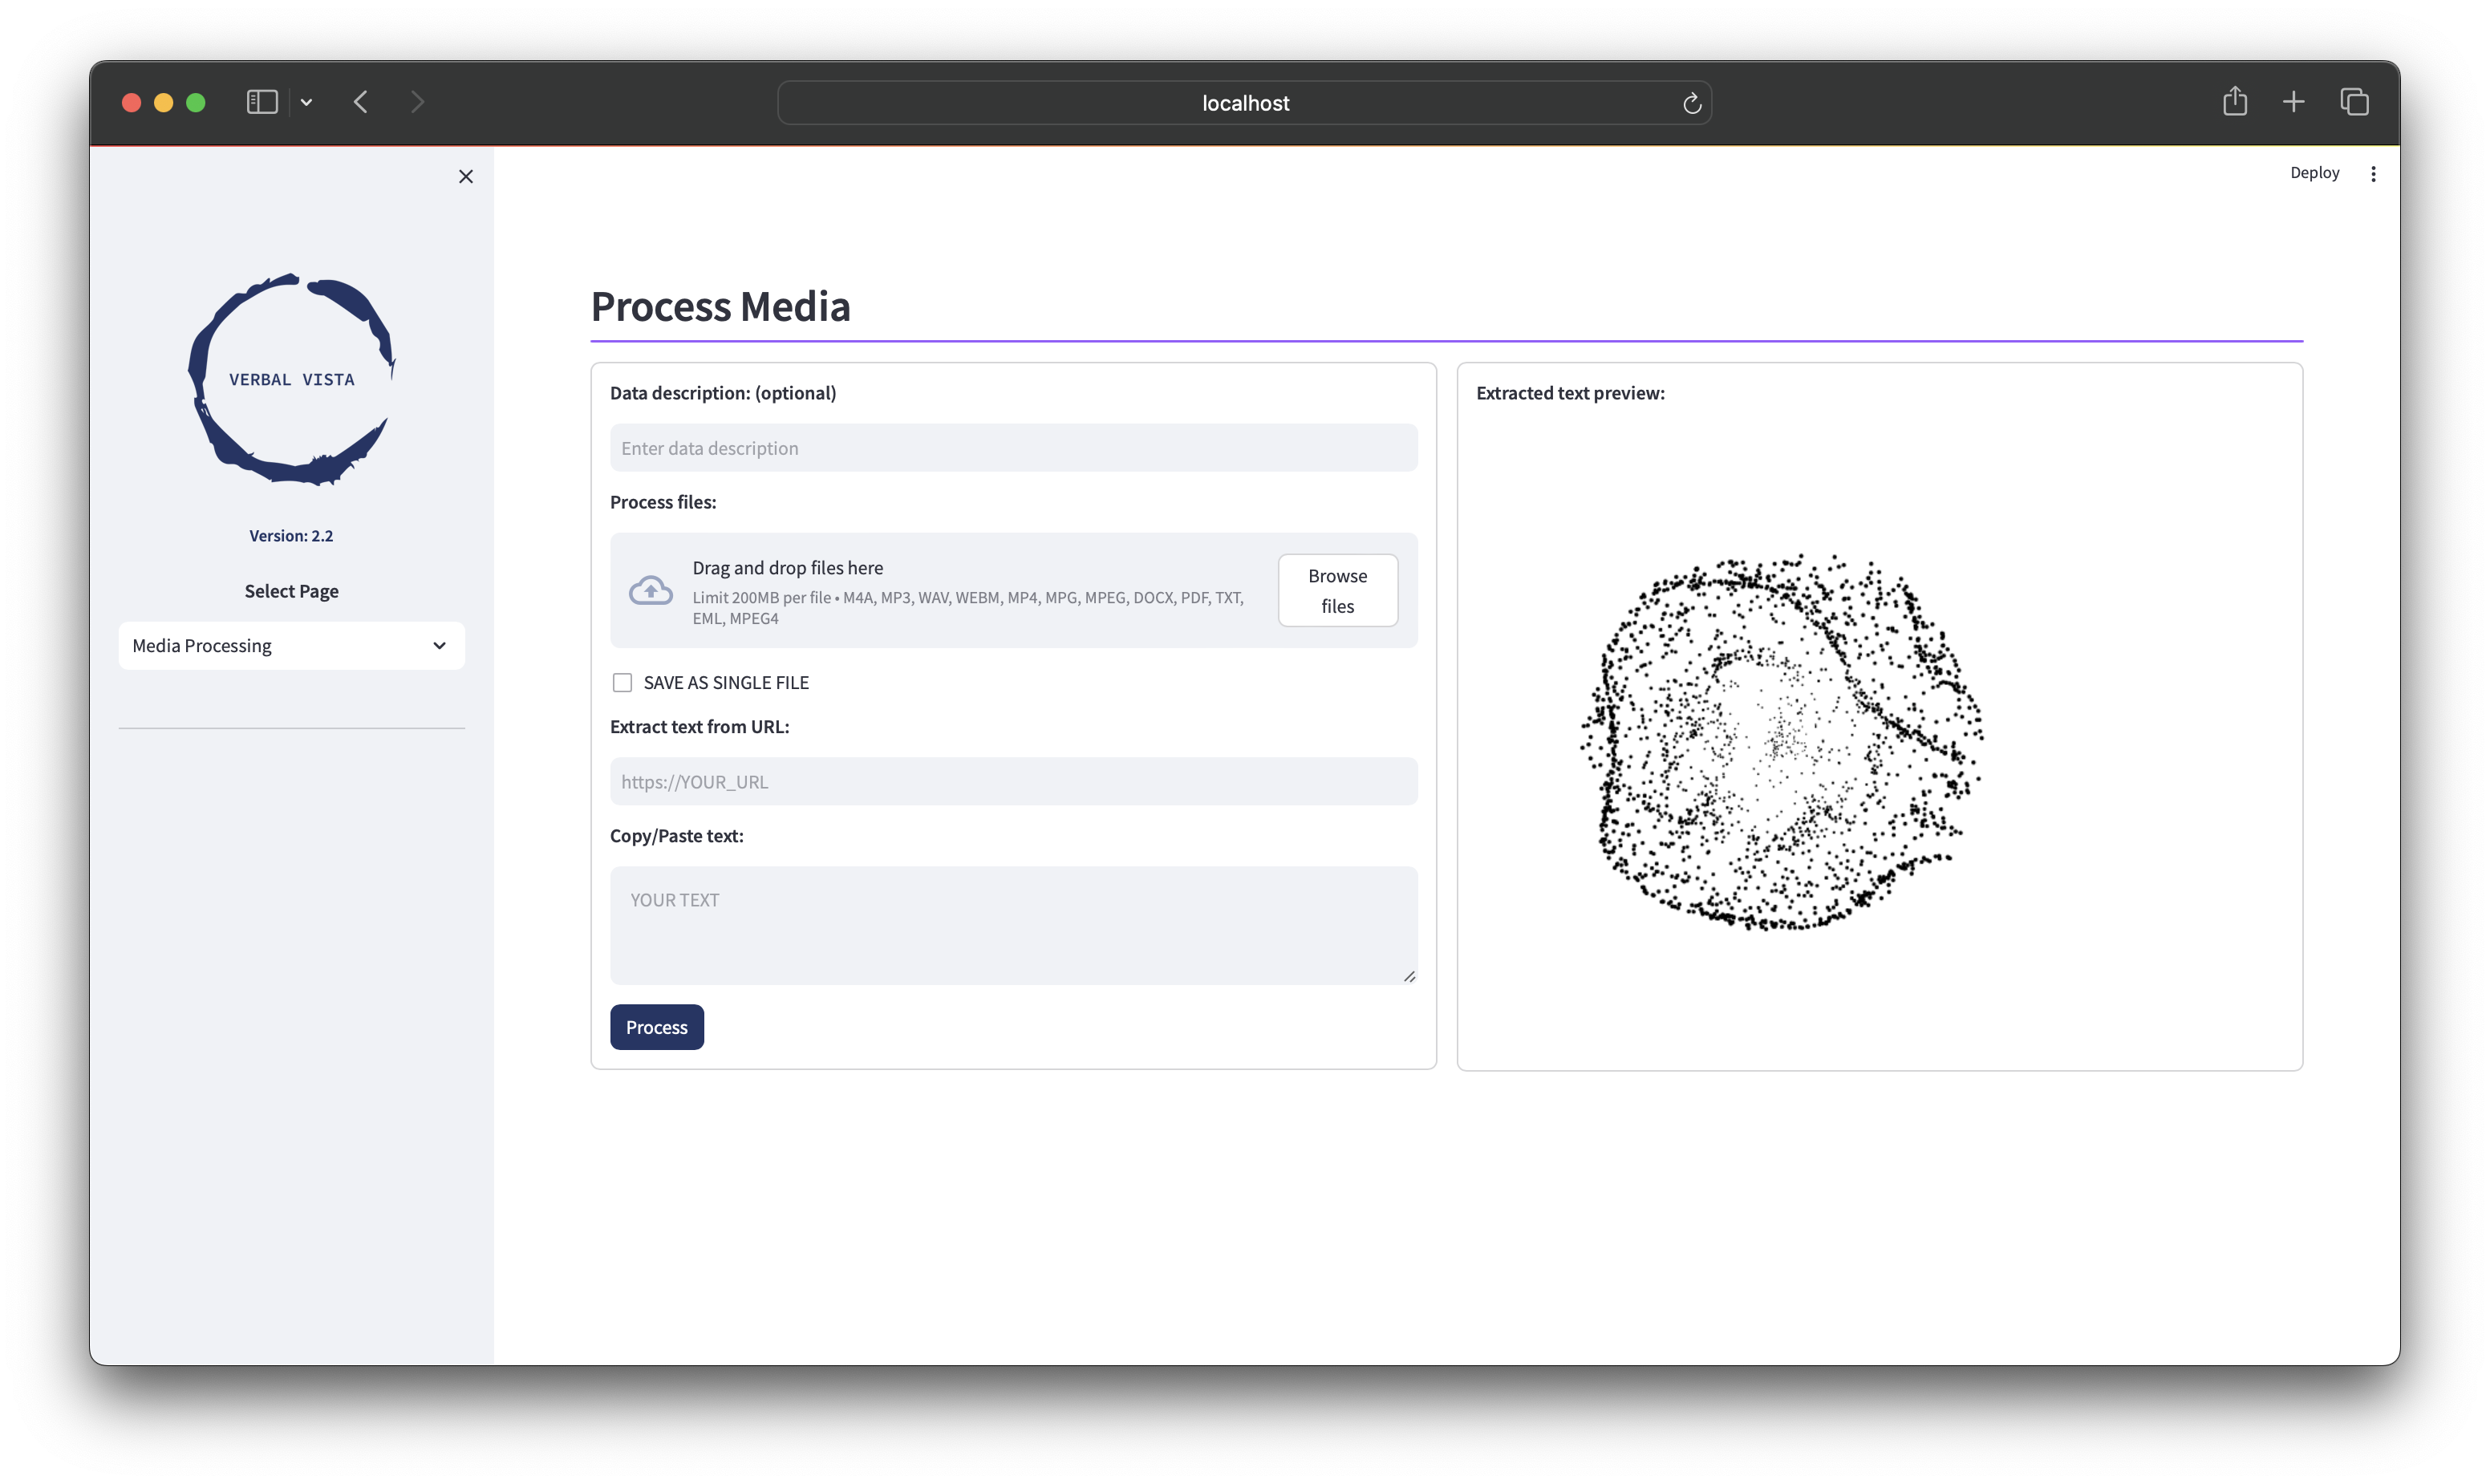 localhost
Deploy
VERBAL VISTA
Version: 2.2
Select Page
Media Processing
Process Media
Data description: (optional)
Enter data description
Process files:
Drag and drop files here
Limit 200MB per file • M4A, MP3, WAV, WEBM, MP4, MPG, MPEG, DOCX, PDF, TXT,
EML, MPEG4
Browse
files
SAVE AS SINGLE FILE
Extract text from URL:
https://YOUR_URL
Copy/Paste text:
YOUR TEXT
Process
Extracted text preview: